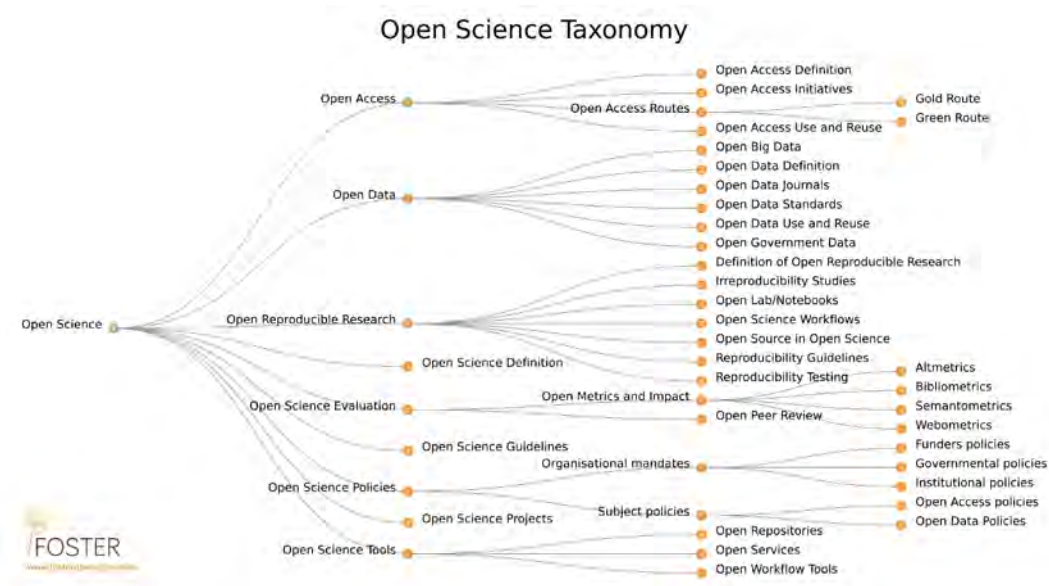 Open Science Taxonomy
Open Access Definition
Open Access
Open Access Initiatives
Open Access Routes
Gold Route
Green Route
Open Access Use and Reuse
Open Big Data
Open Data Definition
Open Data
Open Data Journals
Open Data Standards
Open Data Use and Reuse
Open Government Data
Definition of Open Reproducible Research
Irreproducibility Studies
Open Lab/Notebooks
Open Science
Open Reproducible Research
Open Science Workflows
Open Source in Open Science
Reproducibility Guidelines
Reproducibility Testing
Open Science Definition
Altmetrics
Bibliometrics
Open Science Evaluation
Open Metrics and Impact
Semantometrics
Open Peer Review
Webometrics
Open Science Guidelines
Funders policies
Organisational mandates
Governmental policies
Institutional policies
Open Science Policies
Open Access policies
Subject policies
Open Data Policies
Open Science Projects
Open Repositories
Open Science Tools
Open Services
Open Workflow Tools
FOSTER